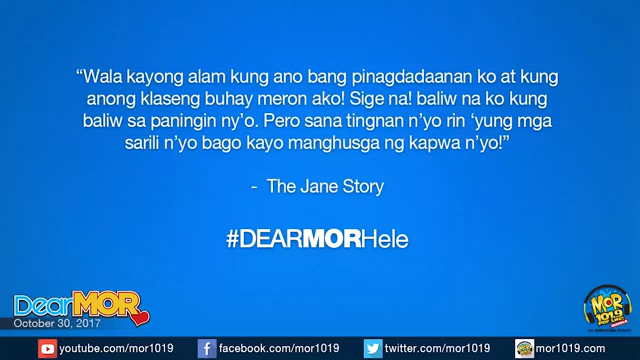 “Wala kayong alam kung ano bang pinagdadaanan ko at kung
anong klaseng buhay meron ako! Sige na! baliw na ko kung
baliw sa paningin ny’o. Pero sana tingnan n’yo rin ‘yung mga
sarili n’yo bago kayo manghusga ng kapwa n’yo!”
- The Jane Story
#DEARMORHele
Dear MOR
October 30, 2017
MOR
101.9
youtube.com/mor1019
facebook.com/mor1019
twitter.com/mor1019
mor1019.com